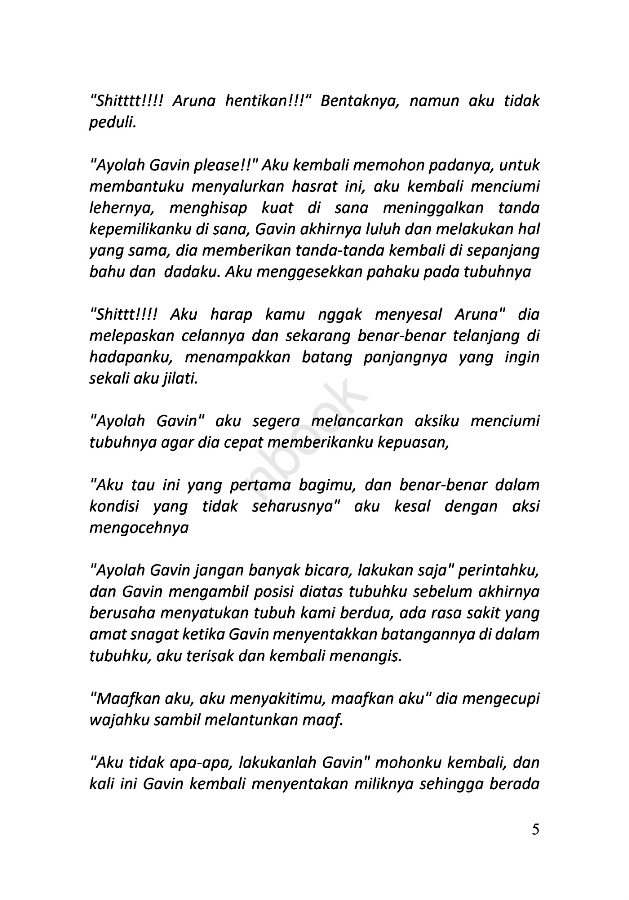 "Shitttt!!!! Aruna hentikan!!!" Bentaknya, namun aku tidak
peduli.
"Ayolah Gavin please!!" Aku kembali memohon padanya, untuk
membantuku menyalurkan hasrat ini, aku kembali menciumi
lehernya, menghisap kuat di sana meninggalkan tanda
kepemilikanku di sana, Gavin akhirnya luluh dan melakukan hal
yang sama, dia memberikan tanda-tanda kembali di sepanjang
bahu dan dadaku. Aku menggesekkan pahaku pada tubuhnya
"Shittt!!!! Aku harap kamu nggak menyesal Aruna" dia
melepaskan celannya dan sekarang benar-benar telanjang di
hadapanku, menampakkan batang panjangnya yang ingin
sekali aku jilati.
"Ayolah Gavin" aku segera melancarkan aksiku menciumi
tubuhnya agar dia cepat memberikanku kepuasan,
"Aku tau ini yang pertama bagimu, dan benar-benar dalam
kondisi yang tidak seharusnya" aku kesal dengan aksi
mengocehnya
"Ayolah Gavin jangan banyak bicara, lakukan saja" perintahku,
dan Gavin mengambil posisi diatas tubuhku sebelum akhirnya
berusaha menyatukan tubuh kami berdua, ada rasa sakit yang
amat snagat ketika Gavin menyentakkan batangannya di dalam
tubuhku, aku terisak dan kembali menangis.
"Maafkan aku, aku menyakitimu, maafkan aku" dia mengecupi
wajahku sambil melantunkan maaf.
"Aku tidak apa-apa, lakukanlah Gavin" mohonku kembali, dan
kali ini Gavin kembali menyentakan miliknya sehingga berada
5
nbook